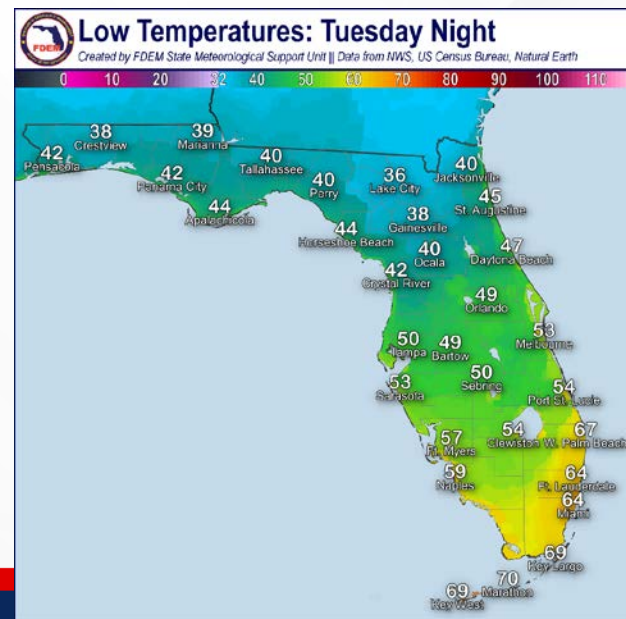 FDEM
Low Temperatures: Tuesday Night
Created by FDEM State Meteorological Support Unit || Data from NWS, US Census Bureau, Natural Earth
0 10 20 32 40 50 60 70 80 90 100 110
38
Crestview
39
Marianna
42
Pensacola
42
Panama City
40
Tallahassee
40
Perry
36
Lake City
40
Jacksonville
44
Apalachicola
45
St. Augustine
38
Gainesville
44
Horseshoe Beach
40
Ocala
47
Daytona Beach
42
Crystal River
49
Orlando
50
Tampa
49
Bartow
53
Melbourne
53
Sarasota
50
Sebring
54
Port St. Lucie
57
Ft. Myers
54
Clewiston
67
W. Palm Beach
59
Naples
64
Ft. Lauderdale
64
Miami
69
Key Largo
70
Marathon
69
Key West